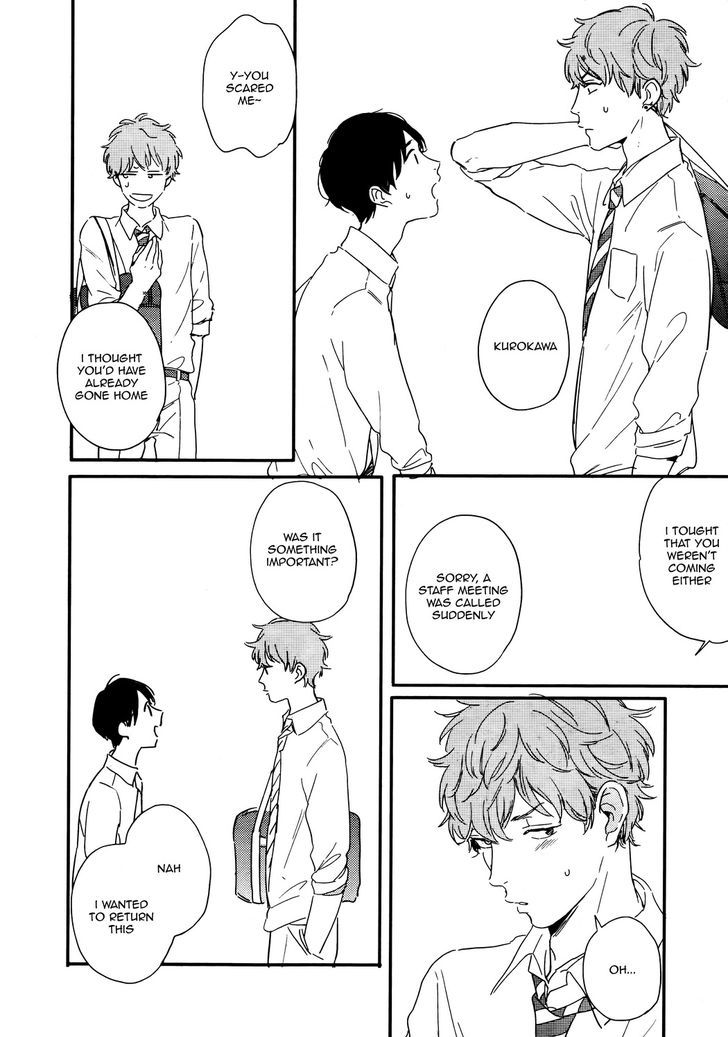 KUROKAWA
Y-YOU
SCARED
ME~
I THOUGHT
YOU'D HAVE
ALREADY
GONE HOME
I TOUGHT
THAT YOU
WEREN'T
COMING
EITHER
SORRY, A
STAFF MEETING
WAS CALLED
SUDDENLY
OH...
WAS IT
SOMETHING
IMPORTANT?
NAH
I WANTED
TO RETURN
THIS